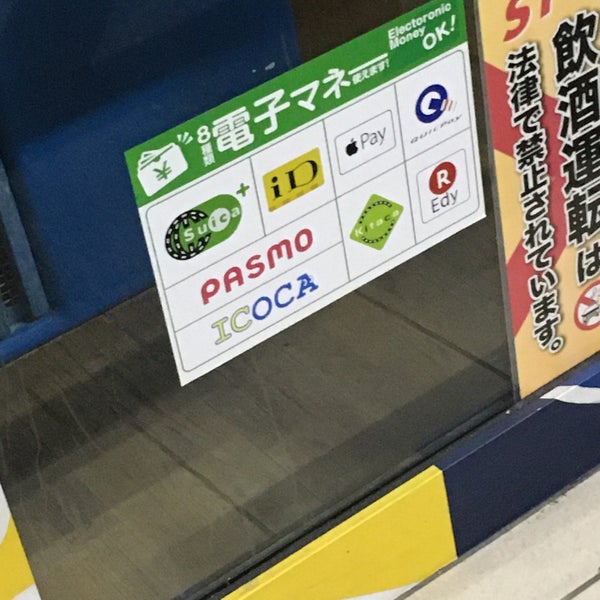 8種類
電子マネー
使えます!
Electoronic
Money
OK!
Suica
iD
Pay
QUICPay
PASMO
Kitaca
R
Edy
ICOCA
飲酒運転は
法律で禁止されています。